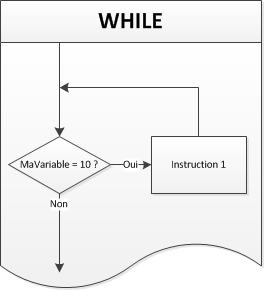 WHILE
MaVariable = 10 ?
Oui
Instruction 1
Non